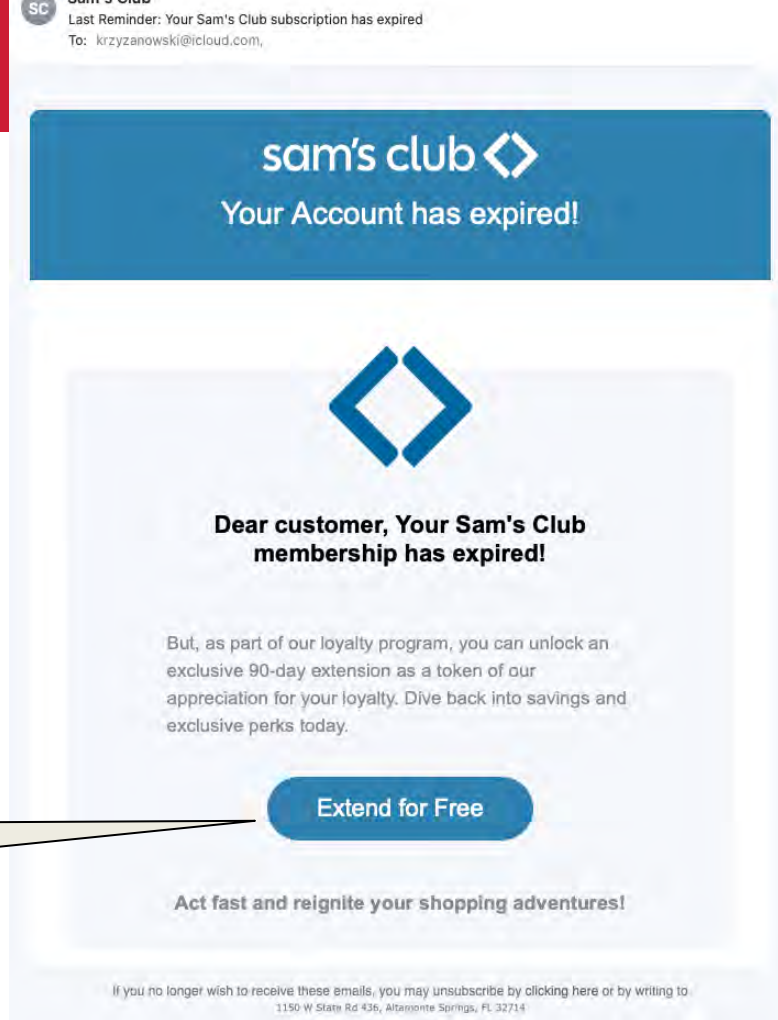 SC
Sam's Club
Last Reminder: Your Sam's Club subscription has expired
To: krzyzanowski@icloud.com,
sam's club
Your Account has expired!
Dear customer, Your Sam's Club
membership has expired!
But, as part of our loyalty program, you can unlock an
exclusive 90-day extension as a token of our
appreciation for your loyalty. Dive back into savings and
exclusive perks today.
Extend for Free
Act fast and reignite your shopping adventures!
If you no longer wish to receive these emails, you may unsubscribe by clicking here or by writing to
1150 W State Rd 436, Altamonte Springs, FL 32714